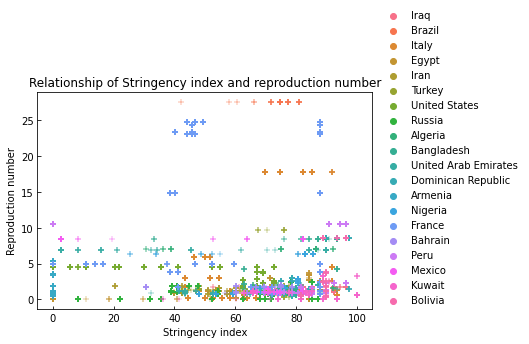 Relationship of Stringency index and reproduction number
Reproduction number
25
20
15
10
5
0
0 20 40 60 80 100
Stringency index
Iraq
Brazil
Italy
Egypt
Iran
Turkey
United States
Russia
Algeria
Bangladesh
United Arab Emirates
Dominican Republic
Armenia
Nigeria
France
Bahrain
Peru
Mexico
Kuwait
Bolivia